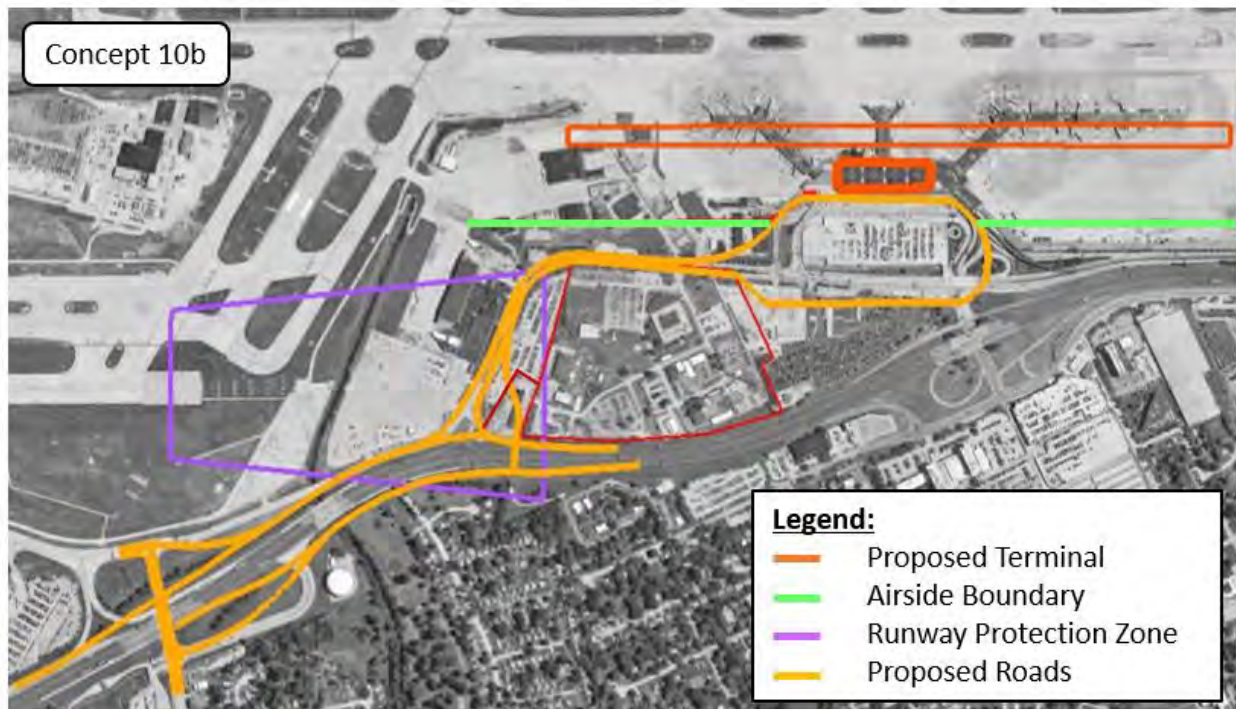 Concept 10b
Legend:
Proposed Terminal
Airside Boundary
Runway Protection Zone
Proposed Roads